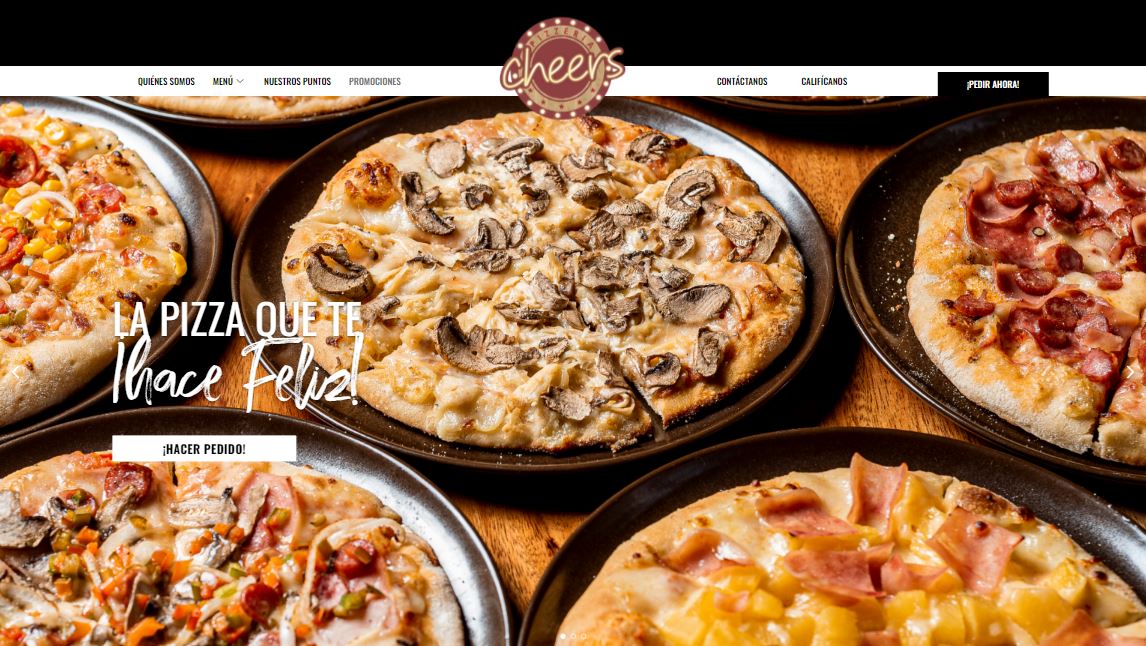 PIZZERIA
cheers
QUIÉNES SOMOS
MENÚ
NUESTROS PUNTOS
PROMOCIONES
CONTÁCTANOS
CALIFÍCANOS
¡PEDIR AHORA!
LA PIZZA QUE TE
¡hace Feliz!
¡HACER PEDIDO!